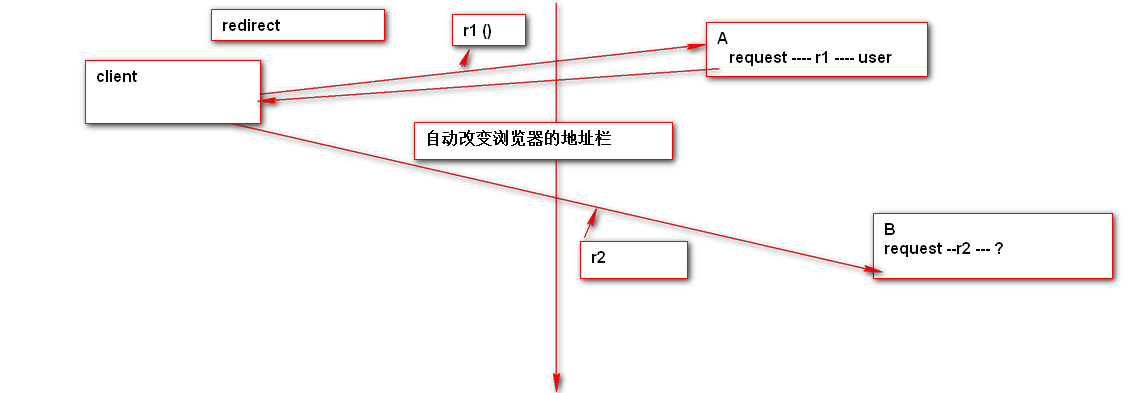 redirect
r1 ()
A
request ---- r1 ---- user
client
自动改变浏览器的地址栏
B
request --r2 --- ?
r2